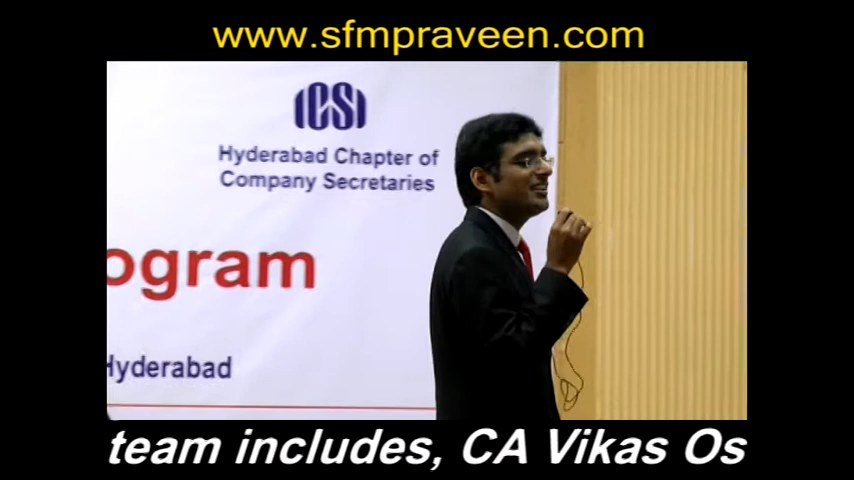 www.sfmpraveen.com
ICSI
Hyderabad Chapter of
Company Secretaries
ogram
Hyderabad
team includes, CA Vikas Os